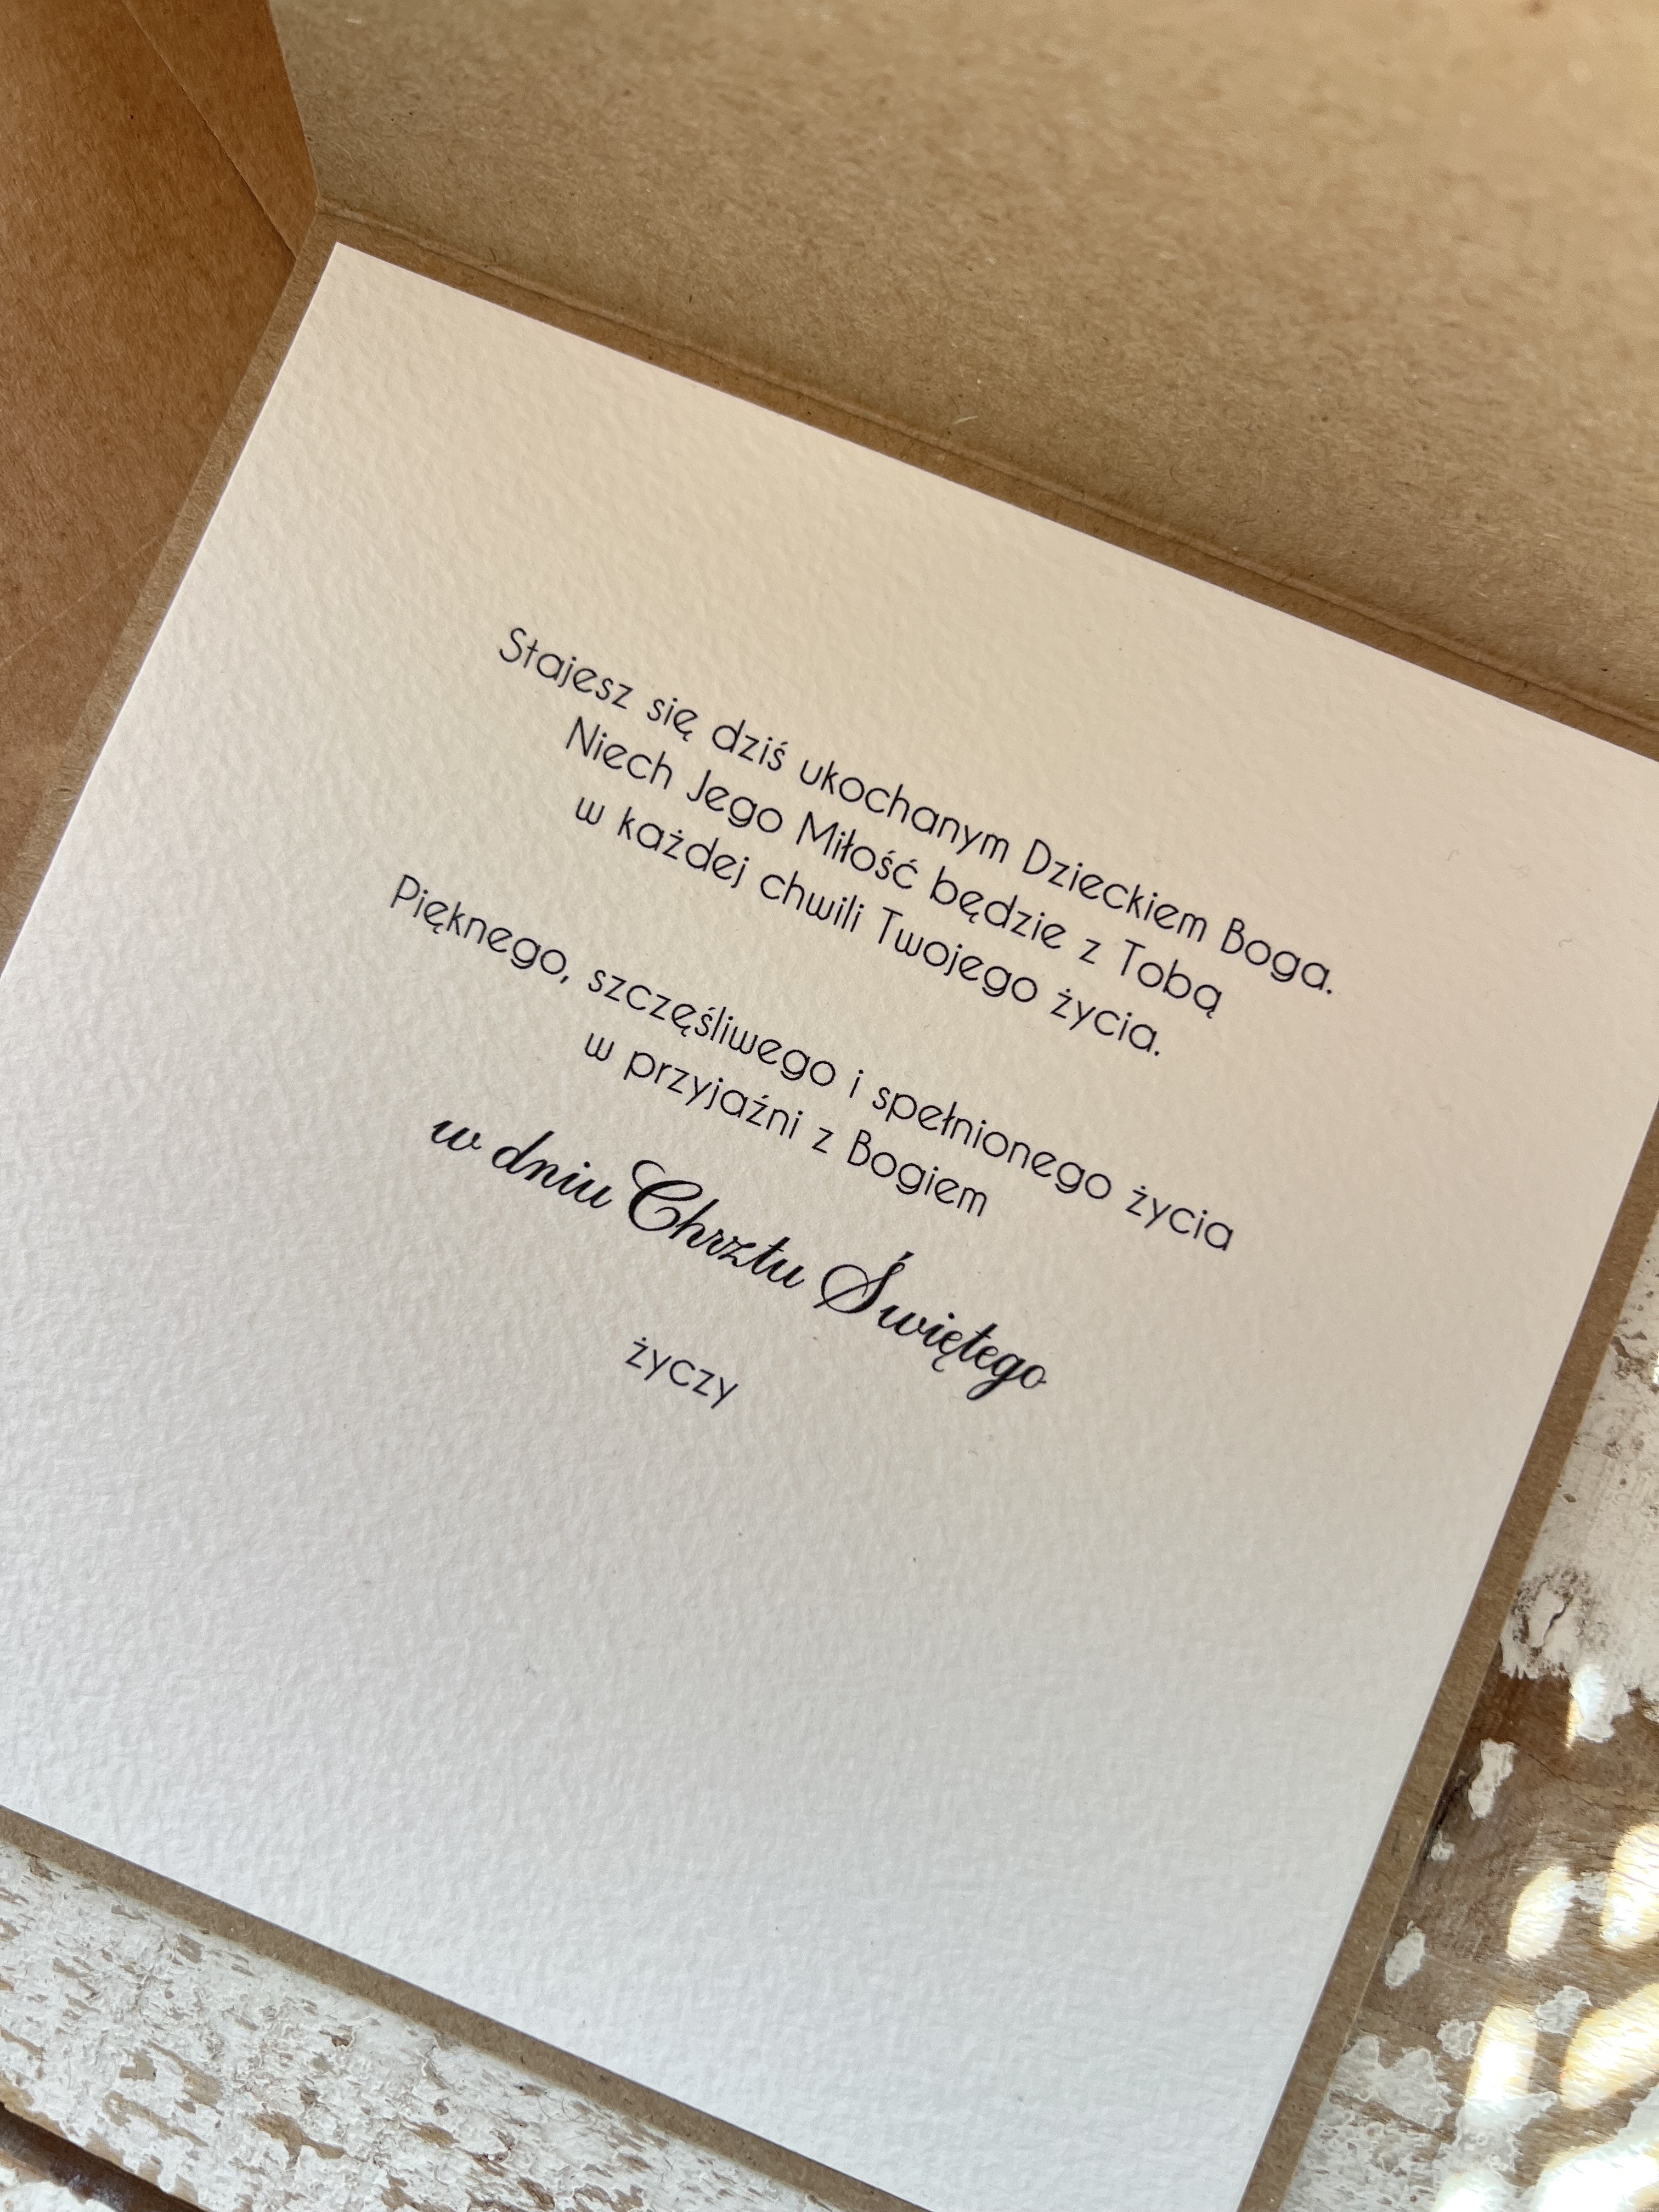 Stajesz się dziś ukochanym Dzieckiem Boga.
Niech Jego Miłość będzie z Tobą
w każdej chwili Twojego życia.
Pięknego, szczęśliwego i spełnionego życia
w przyjaźni z Bogiem
w dniu Chrztu Świętego
życzy